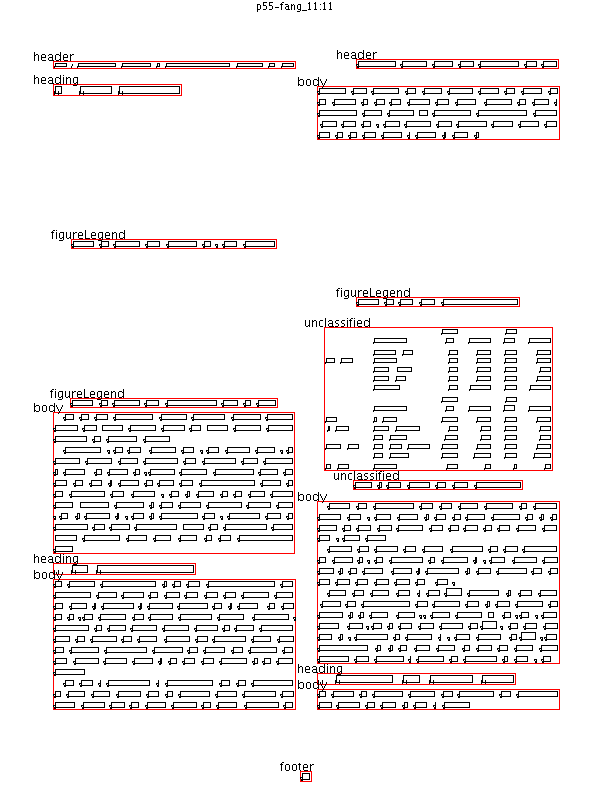 p55-fang_11:11
header
header
heading
body
figureLegend
figureLegend
unclassified
figureLegend
body
unclassified
body
heading
body
heading
body
footer